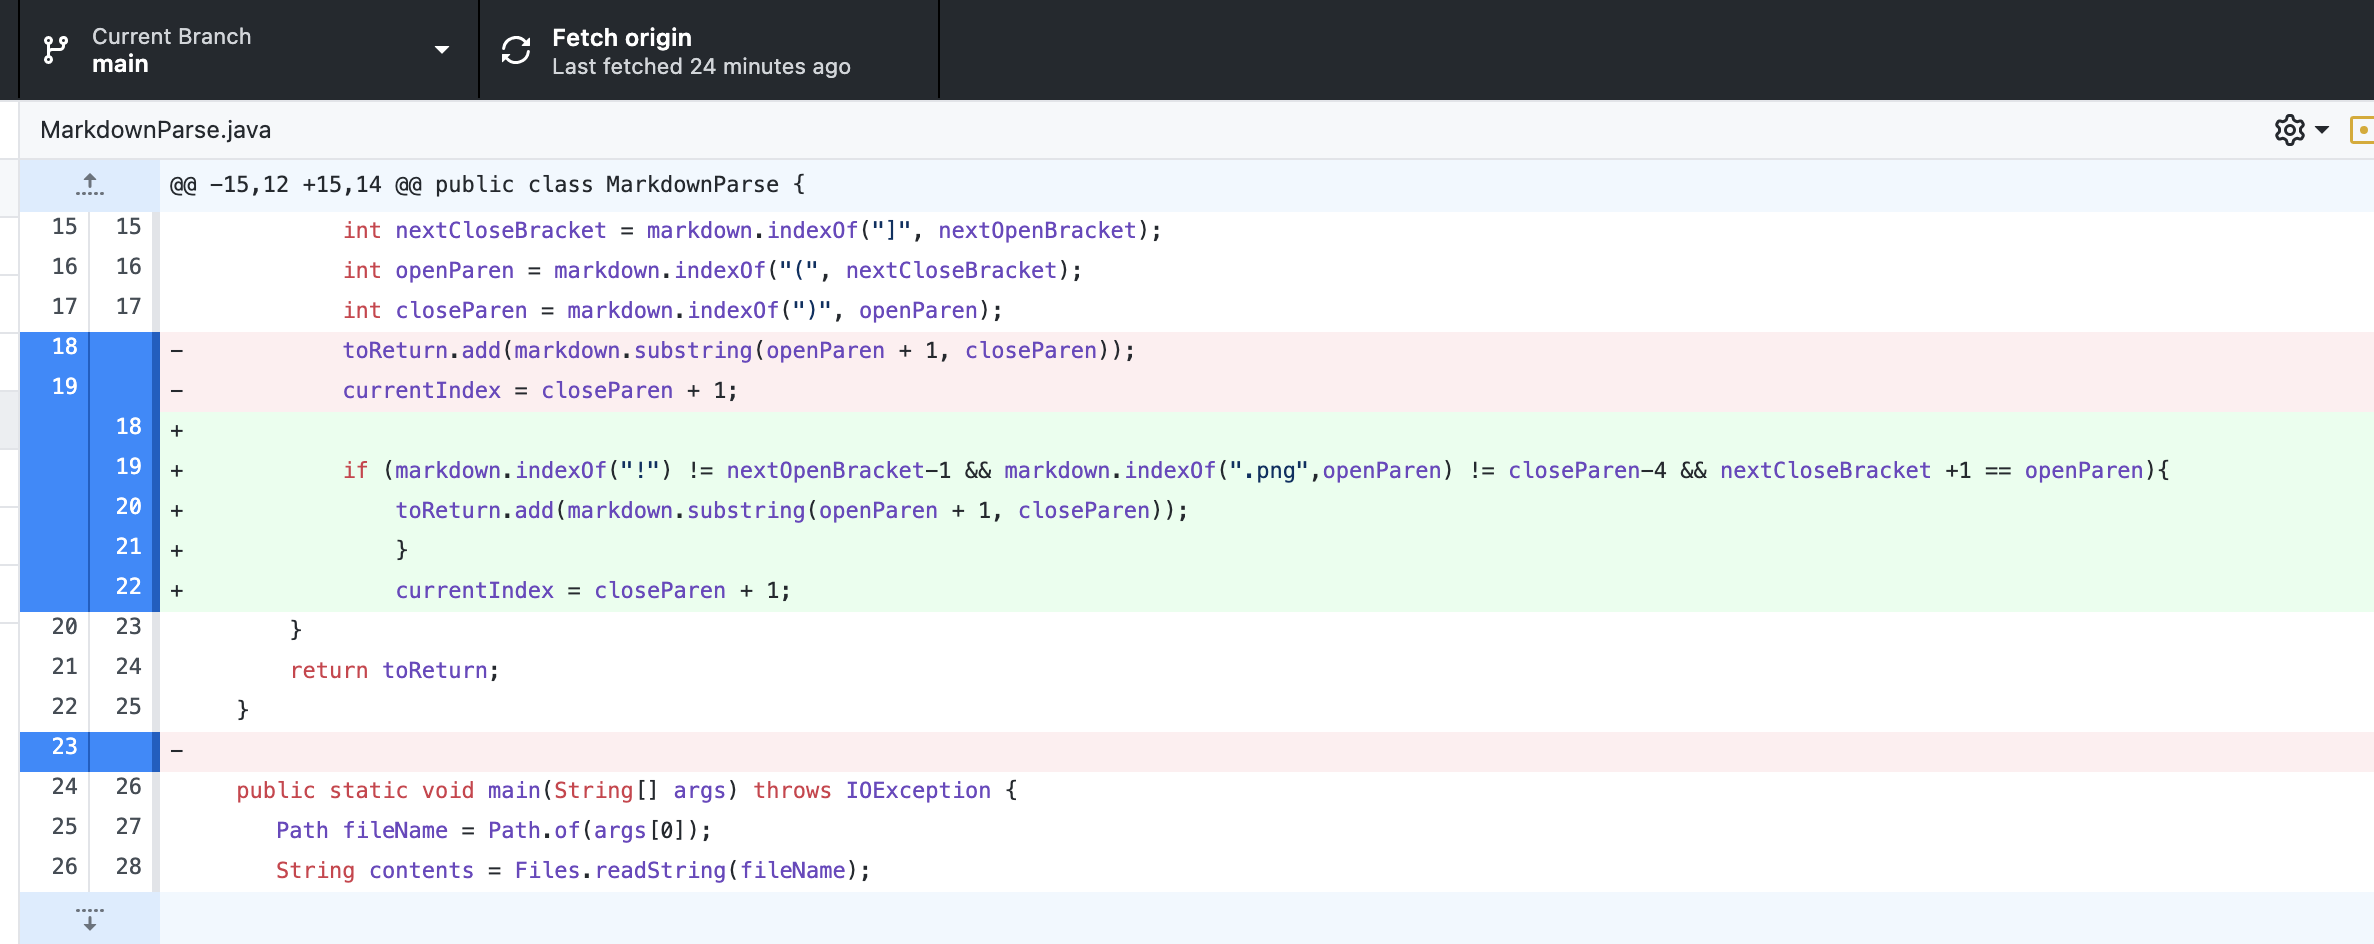 Current Branch
main
Fetch origin
Last fetched 24 minutes ago
MarkdownParse.java
@@ -15,12 +15,14 @@ public class MarkdownParse {
15 15 int nextCloseBracket = markdown.indexOf("]", nextOpenBracket);
16 16 int openParen = markdown.indexOf("(", nextCloseBracket);
17 17 int closeParen = markdown.indexOf(")", openParen);
18 - toReturn.add(markdown.substring(openParen + 1, closeParen));
19 - currentIndex = closeParen + 1;
18 +
19 + if (markdown.indexOf("!") != nextOpenBracket-1 && markdown.indexOf(".png",openParen) != closeParen-4 && nextCloseBracket +1 == openParen){
20 + toReturn.add(markdown.substring(openParen + 1, closeParen));
21 + }
22 + currentIndex = closeParen + 1;
20 23 }
21 24 return toReturn;
22 25 }
23 -
24 26 public static void main(String[] args) throws IOException {
25 27 Path fileName = Path.of(args[0]);
26 28 String contents = Files.readString(fileName);